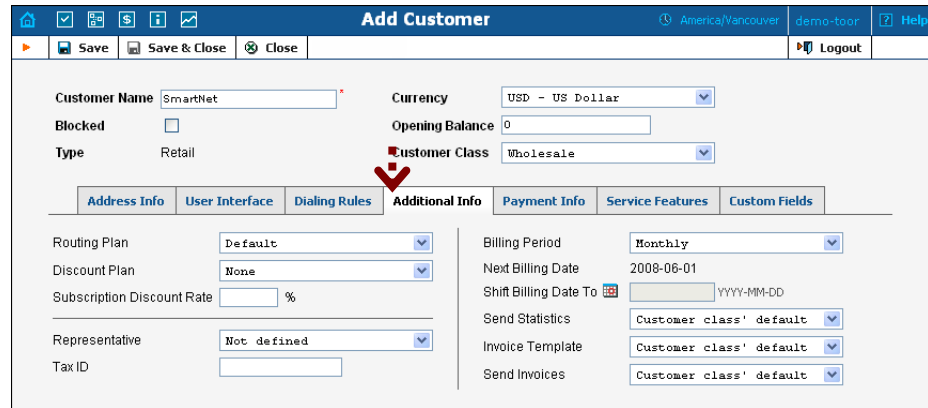 Add Customer America/Vancouver demo-toor ? Help
Save Save & Close Close Logout
Customer Name SmartNet * Currency USD - US Dollar
Blocked Opening Balance 0
Type Retail Customer Class Wholesale
Address Info User Interface Dialing Rules Additional Info Payment Info Service Features Custom Fields
Routing Plan Default Billing Period Monthly
Discount Plan None Next Billing Date 2008-06-01
Subscription Discount Rate % Shift Billing Date To YYYY-MM-DD
Send Statistics Customer class' default
Representative Not defined Invoice Template Customer class' default
Tax ID Send Invoices Customer class' default